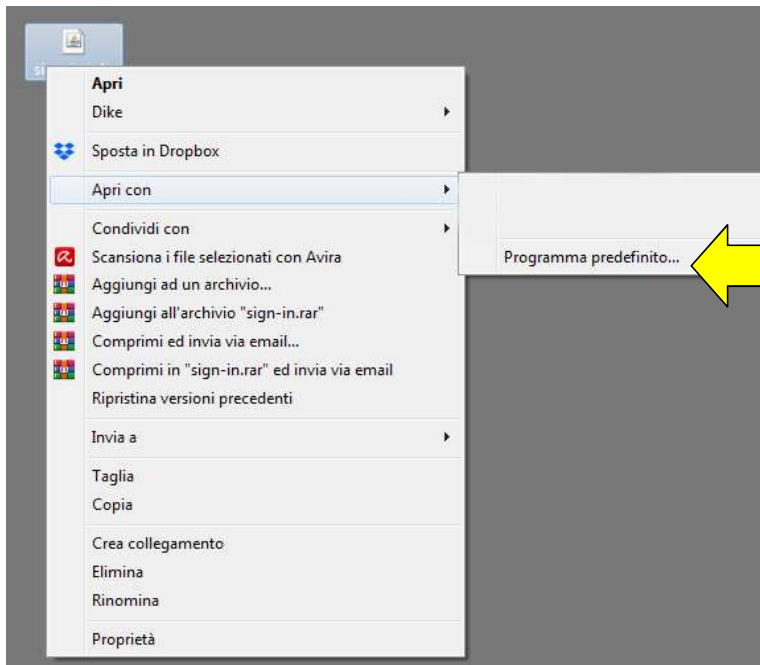 Apri
Dike
Sposta in Dropbox
Apri con
Programma predefinito...
Condividi con
Scansiona i file selezionati con Avira
Aggiungi ad un archivio...
Aggiungi all'archivio "sign-in.rar"
Comprimi ed invia via email...
Comprimi in "sign-in.rar" ed invia via email
Ripristina versioni precedenti
Invia a
Taglia
Copia
Crea collegamento
Elimina
Rinomina
Proprietà